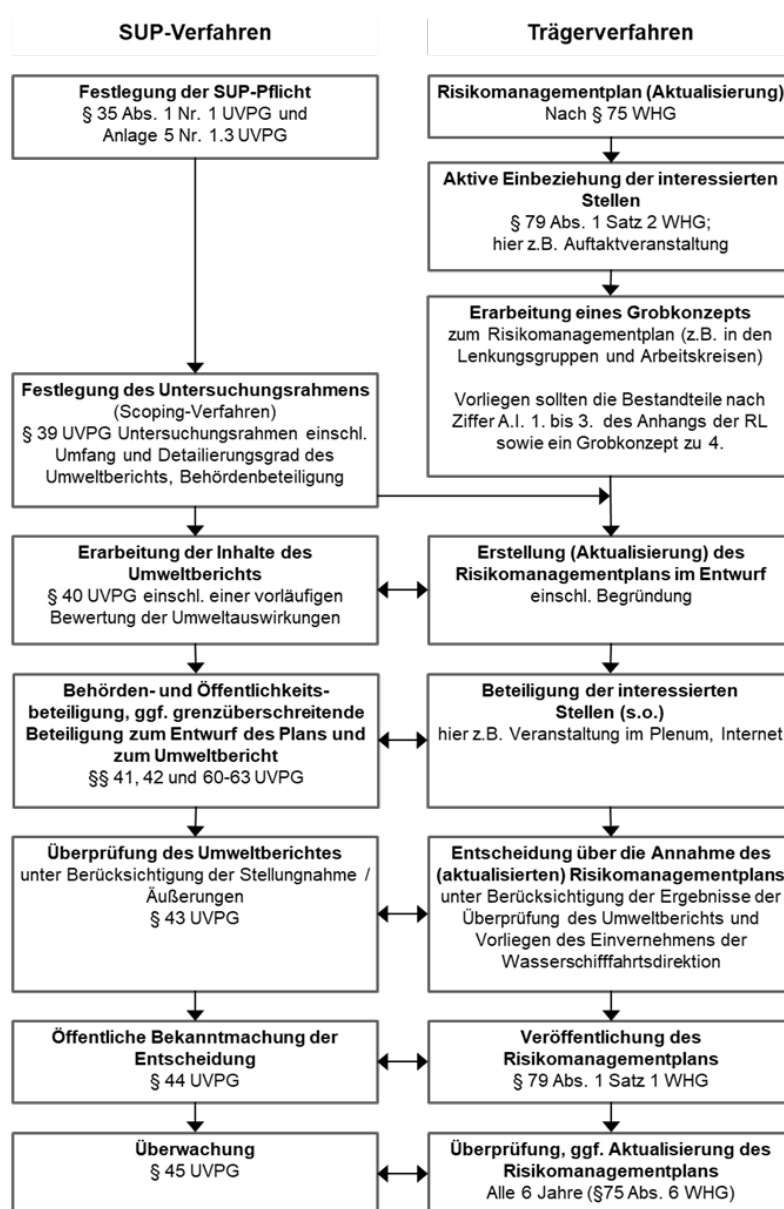 SUP-Verfahren
Trägerverfahren
Festlegung der SUP-Pflicht
§ 35 Abs. 1 Nr. 1 UVPG und
Anlage 5 Nr. 1.3 UVPG
Risikomanagementplan (Aktualisierung)
Nach § 75 WHG
Aktive Einbeziehung der interessierten
Stellen
§ 79 Abs. 1 Satz 2 WHG;
hier z.B. Auftaktveranstaltung
Erarbeitung eines Grobkonzepts
zum Risikomanagementplan (z.B. in den
Lenkungsgruppen und Arbeitskreisen)
Vorliegen sollten die Bestandteile nach
Ziffer A.I. 1. bis 3. des Anhangs der RL
sowie ein Grobkonzept zu 4.
Festlegung des Untersuchungsrahmens
(Scoping-Verfahren)
§ 39 UVPG Untersuchungsrahmen einschl.
Umfang und Detailierungsgrad des
Umweltberichts, Behördenbeteiligung
Erarbeitung der Inhalte des
Umweltberichts
§ 40 UVPG einschl. einer vorläufigen
Bewertung der Umweltauswirkungen
Erstellung (Aktualisierung) des
Risikomanagementplans im Entwurf
einschl. Begründung
Behörden- und Öffentlichkeits-
beteiligung, ggf. grenzüberschreitende
Beteiligung zum Entwurf des Plans und
zum Umweltbericht
§§ 41, 42 und 60-63 UVPG
Beteiligung der interessierten
Stellen (s.o.)
hier z.B. Veranstaltung im Plenum, Internet
Überprüfung des Umweltberichtes
unter Berücksichtigung der Stellungnahme /
Äußerungen
§ 43 UVPG
Entscheidung über die Annahme des
(aktualisierten) Risikomanagementplans
unter Berücksichtigung der Ergebnisse der
Überprüfung des Umweltberichts und
Vorliegen des Einvernehmens der
Wasserschifffahrtsdirektion
Öffentliche Bekanntmachung der
Entscheidung
§ 44 UVPG
Veröffentlichung des
Risikomanagementplans
§ 79 Abs. 1 Satz 1 WHG
Überwachung
§ 45 UVPG
Überprüfung, ggf. Aktualisierung des
Risikomanagementplans
Alle 6 Jahre (§75 Abs. 6 WHG)